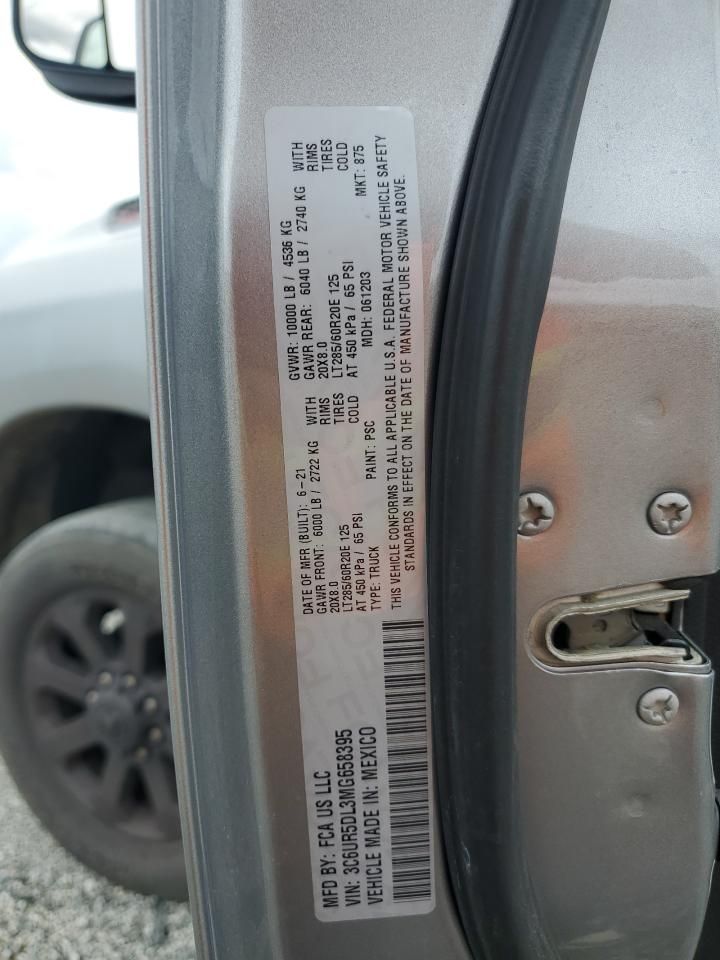 MFD BY: FCA US LLC
VIN: 3C6UR5DL3MG658395
VEHICLE MADE IN: MEXICO
DATE OF MFR (BUILT): 6-21 GVWR: 10000 LB / 4536 KG
GAWR FRONT: 6000 LB / 2722 KG WITH GAWR REAR: 6040 LB / 2740 KG WITH
20X8.0 RIMS 20X8.0 RIMS
LT285/60R20E 125 TIRES LT285/60R20E 125 TIRES
AT 450 kPa / 65 PSI COLD AT 450 kPa / 65 PSI COLD
TYPE: TRUCK PAINT: PSC MDH: 061203 MKT: 875
THIS VEHICLE CONFORMS TO ALL APPLICABLE U.S.A. FEDERAL MOTOR VEHICLE SAFETY
STANDARDS IN EFFECT ON THE DATE OF MANUFACTURE SHOWN ABOVE.